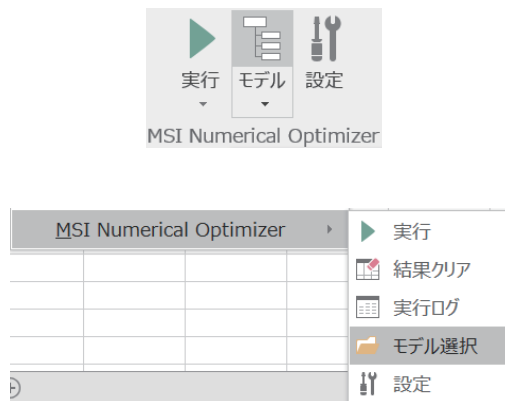 実行 モデル 設定
MSI Numerical Optimizer
MSI Numerical Optimizer
実行
結果クリア
実行ログ
モデル選択
設定